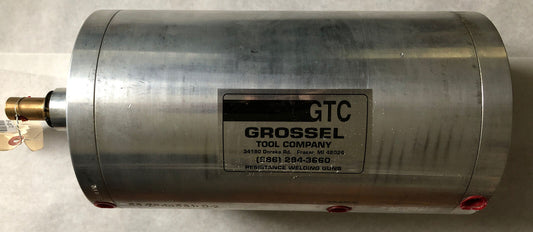 GTC
GROSSEL
TOOL COMPANY
34190 Doreka Rd. Fraser, MI 48026
(586) 294-3660
RESISTANCE WELDING GUNS